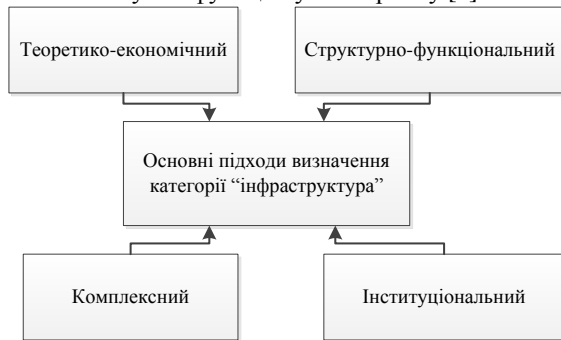 Теоретико-економічний
Структурно-функціональний
Основні підходи визначення
категорії “інфраструктура”
Комплексний
Інституціональний